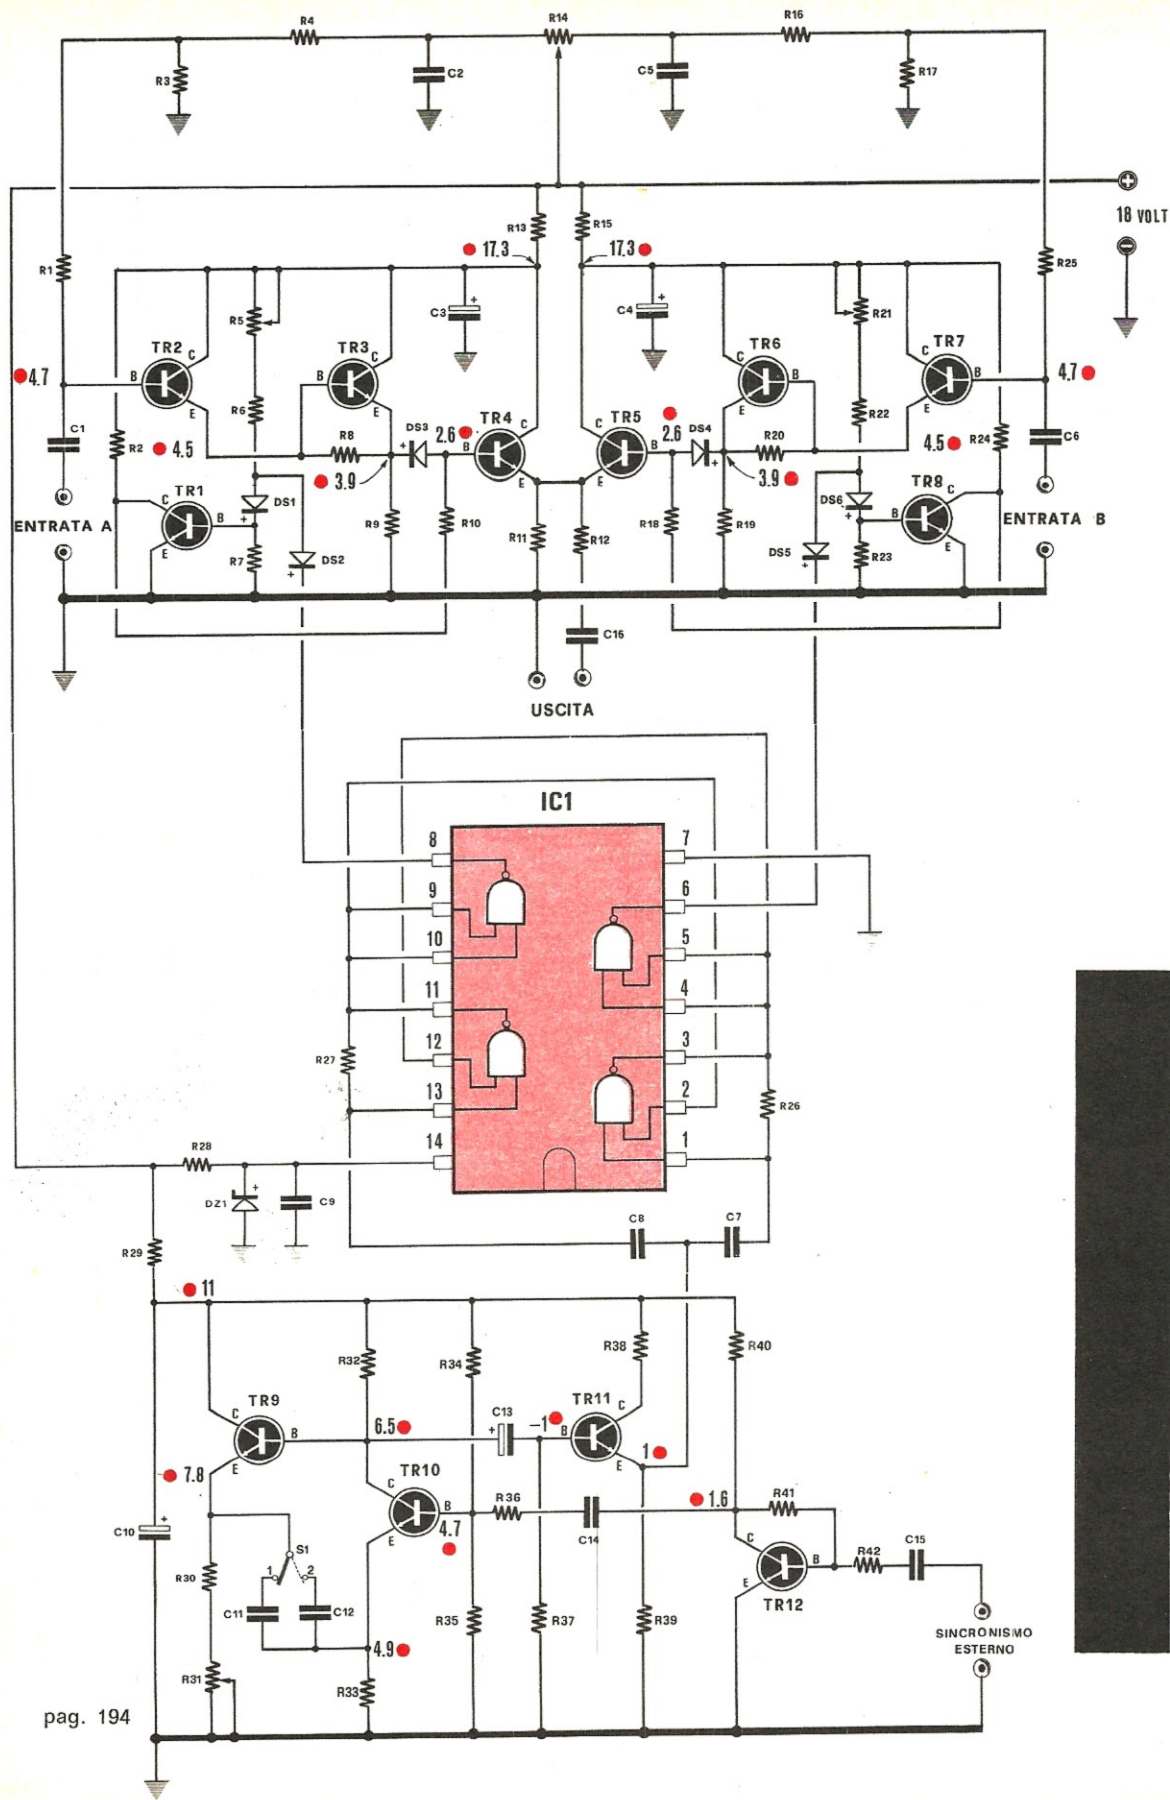 R4
R14
R16
R3
C2
C5
R17
18 VOLT
R13
R15
17.3
17.3
R1
R25
C3
C4
R5
R21
TR2
C
TR3
C
TR6
C
TR7
C
4.7
B
B
B
B
4.7
E
E
E
E
R6
R22
C1
R2
4.5
R8
DS3
2.6
TR4
C
TR5
C
2.6
DS4
R20
4.5
R24
C6
B
B
3.9
E
E
3.9
TR1
C
DS1
DS6
TR8
C
ENTRATA A
B
R9
R10
R11
R12
R18
R19
B
ENTRATA B
E
R7
DS2
DS5
R23
E
C16
USCITA
IC1
8
7
9
6
10
5
11
4
12
3
R27
13
2
R26
14
1
R28
DZ1
C9
C8
C7
R29
11
R32
R34
R38
R40
TR9
C
B
E
6.5
C13
-1
TR11
C
B
E
1
7.8
TR10
C
B
E
4.7
R36
C14
1.6
R41
C10
S1
1
2
C
B
E
TR12
R42
C15
R30
C11
C12
R35
R37
R39
SINCRONISMO
ESTERNO
4.9
R31
R33
pag. 194